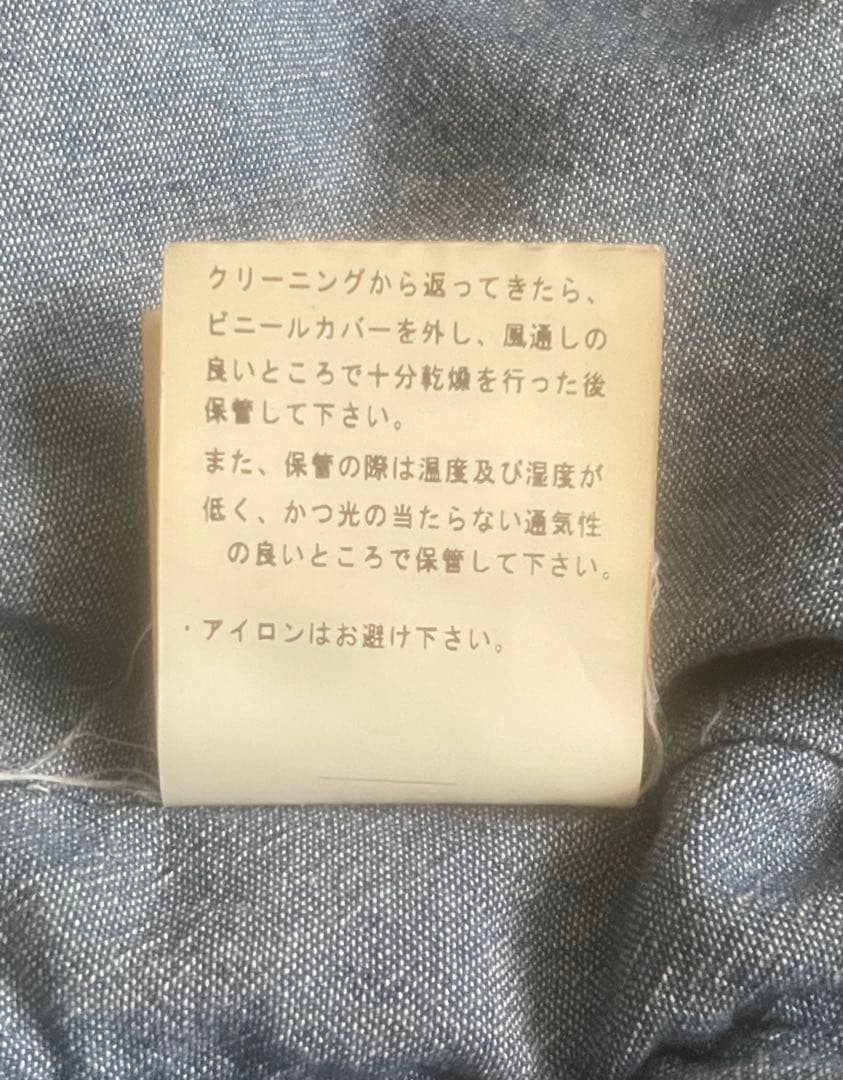 クリーニングから返ってきたら、
ビニールカバーを外し、風通しの
良いところで十分乾燥を行った後
保管して下さい。
また、保管の際は温度及び湿度が
低く、かつ光の当たらない通気性
の良いところで保管して下さい。
・アイロンはお避け下さい。